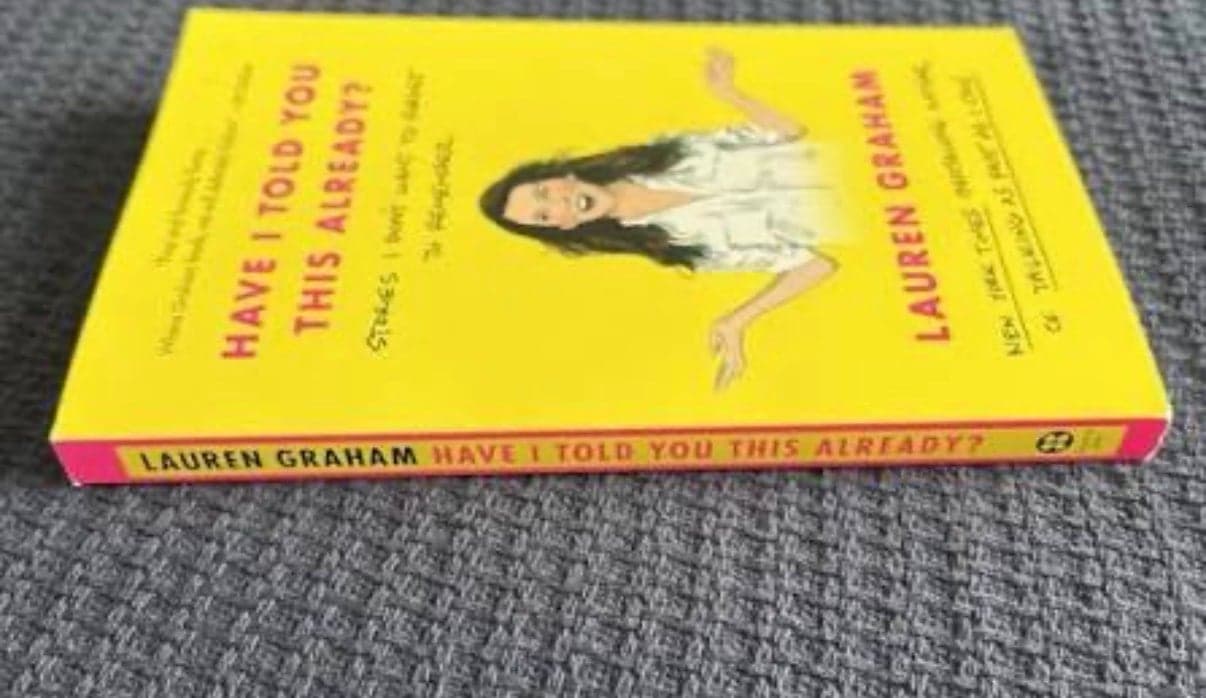 HAVE I TOLD YOU
THIS ALREADY?
STORIES I DON'T WANT TO FORGET
TO REMEMBER
LAUREN GRAHAM
NEW YORK TIMES BESTSELLING AUTHOR
OF TALKING AS FAST AS I CAN
LAUREN GRAHAM HAVE I TOLD YOU THIS ALREADY?